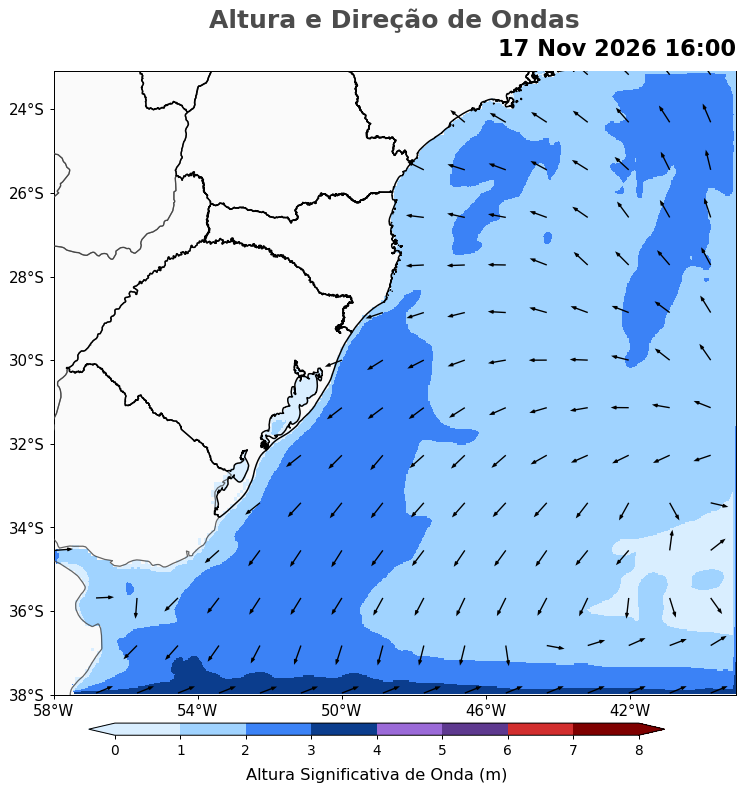 Altura e Direção de Ondas
17 Nov 2026 16:00
24°S
26°S
28°S
30°S
32°S
34°S
36°S
38°S
58°W 54°W 50°W 46°W 42°W
0 1 2 3 4 5 6 7 8
Altura Significativa de Onda (m)